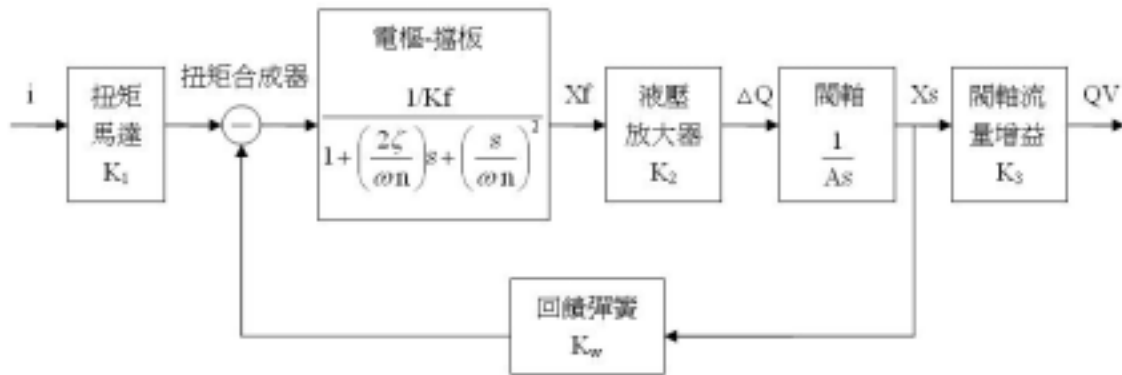 i
扭矩
馬達
K₁
扭矩合成器
−
電樞-擋板
1/Kf
1+(2ζ/ωn)s+(s/ωn)²
Xf
液壓
放大器
K₂
△Q
閥軸
1
As
Xs
閥軸流
量增益
K₃
QV
回饋彈簧
Kw